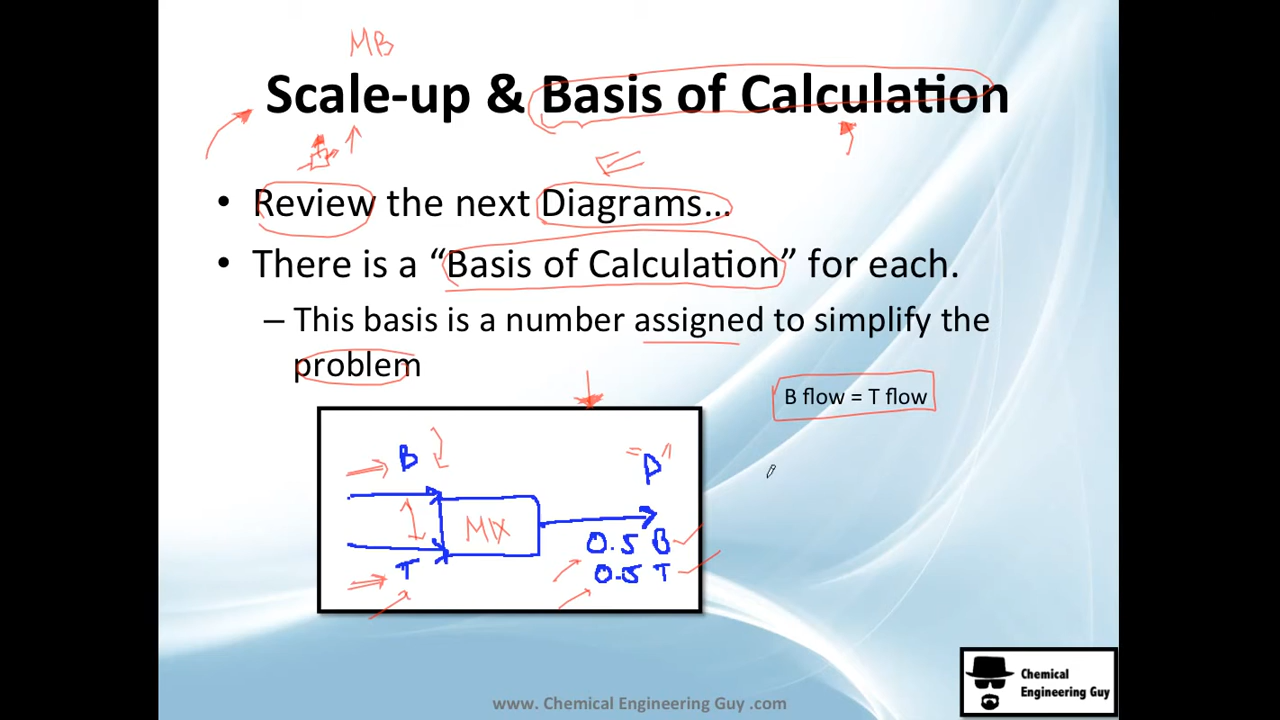 MB
Scale-up & Basis of Calculation
• Review the next Diagrams...
• There is a “Basis of Calculation” for each.
– This basis is a number assigned to simplify the
problem
B flow = T flow
B
P
MIX
0.5 B
0.5 T
T
Chemical
Engineering Guy
www. Chemical Engineering Guy .com